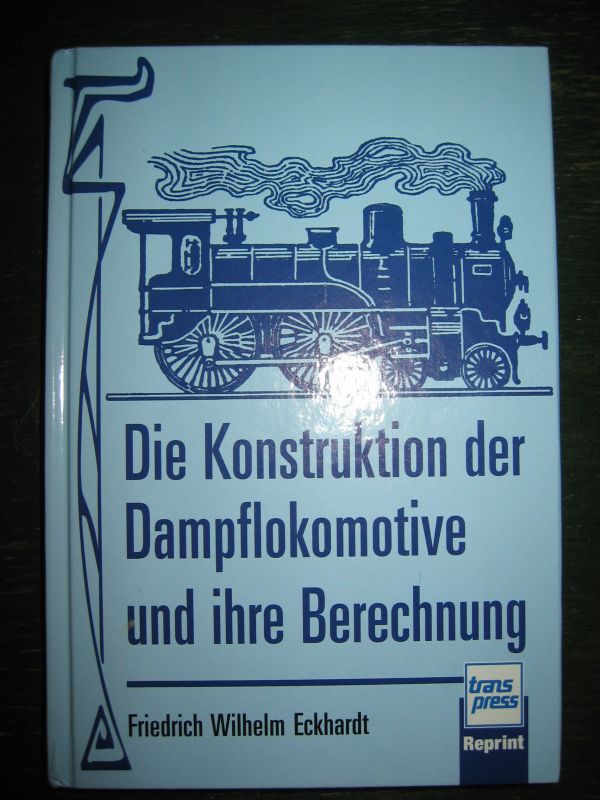 Die Konstruktion der
Dampflokomotive
und ihre Berechnung
Friedrich Wilhelm Eckhardt
trans
press
Reprint